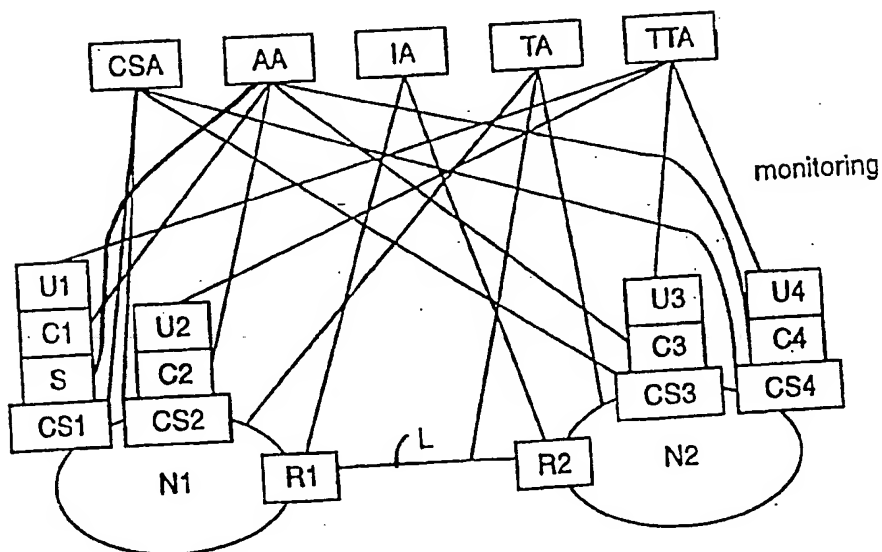 CSA AA IA TA TTA
monitoring
U1 U3 U4
C1 U2 C3 C4
S C2 CS3 CS4
CS1 CS2
L
N1 R1 R2 N2